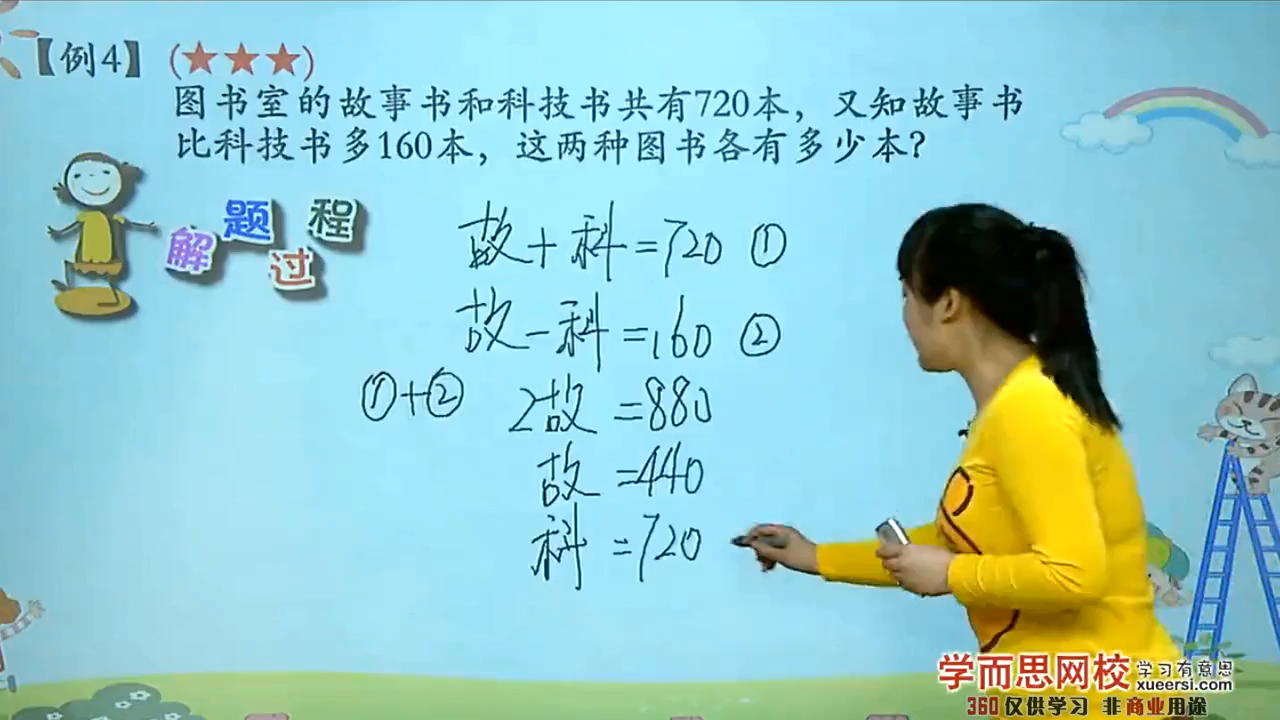 【例4】(★★★)
图书室的故事书和科技书共有720本，又知故事书
比科技书多160本，这两种图书各有多少本？
解题过程
故+科=720 ①
故-科=160 ②
①+② 2故=880
故=440
科=720
学而思网校 学习有意思
xueersi.com
360仅供学习 非商业用途